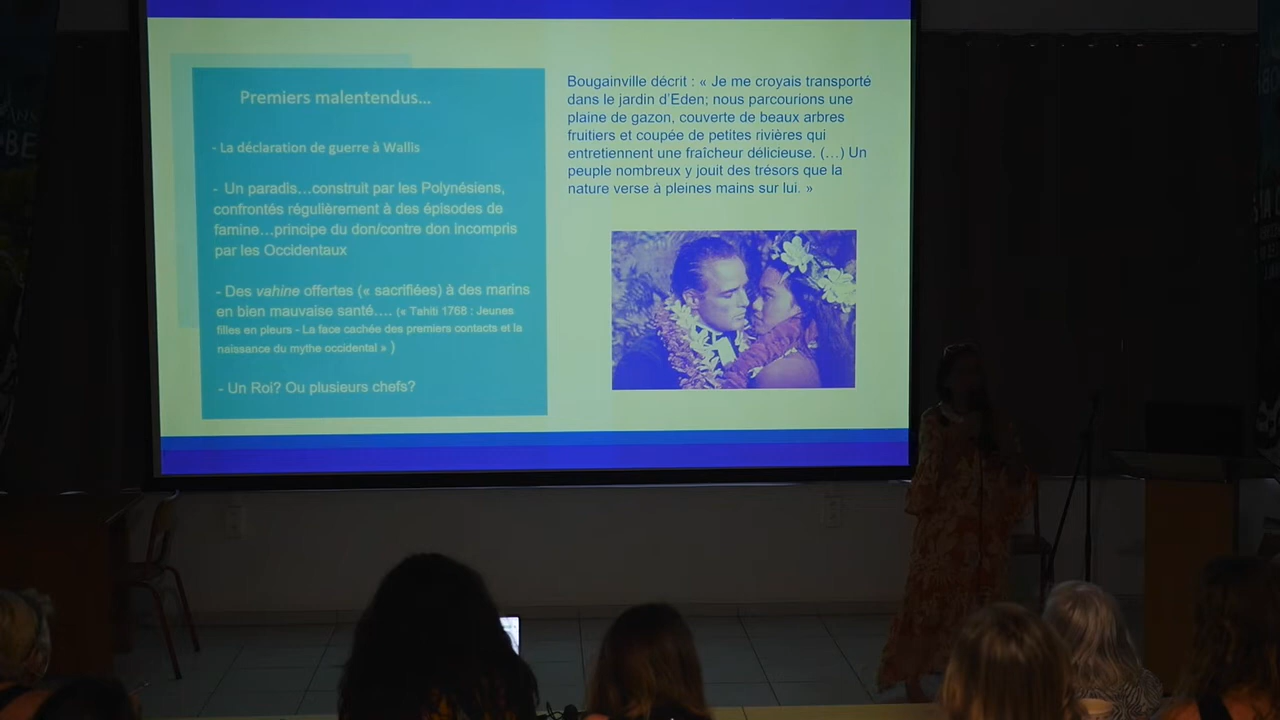 Premiers malentendus...
- La déclaration de guerre à Wallis
- Un paradis...construit par les Polynésiens,
confrontés régulièrement à des épisodes de
famine...principe du don/contre don incompris
par les Occidentaux
- Des vahine offertes (« sacrifiées) à des marins
en bien mauvaise santé.... (« Tahiti 1768 : Jeunes
filles en pleurs - La face cachée des premiers contacts et la
naissance du mythe occidental » )
- Un Roi? Ou plusieurs chefs?
Bougainville décrit : « Je me croyais transporté
dans le jardin d'Eden; nous parcourions une
plaine de gazon, couverte de beaux arbres
fruitiers et coupée de petites rivières qui
entretiennent une fraîcheur délicieuse. (...) Un
peuple nombreux y jouit des trésors que la
nature verse à pleines mains sur lui. »